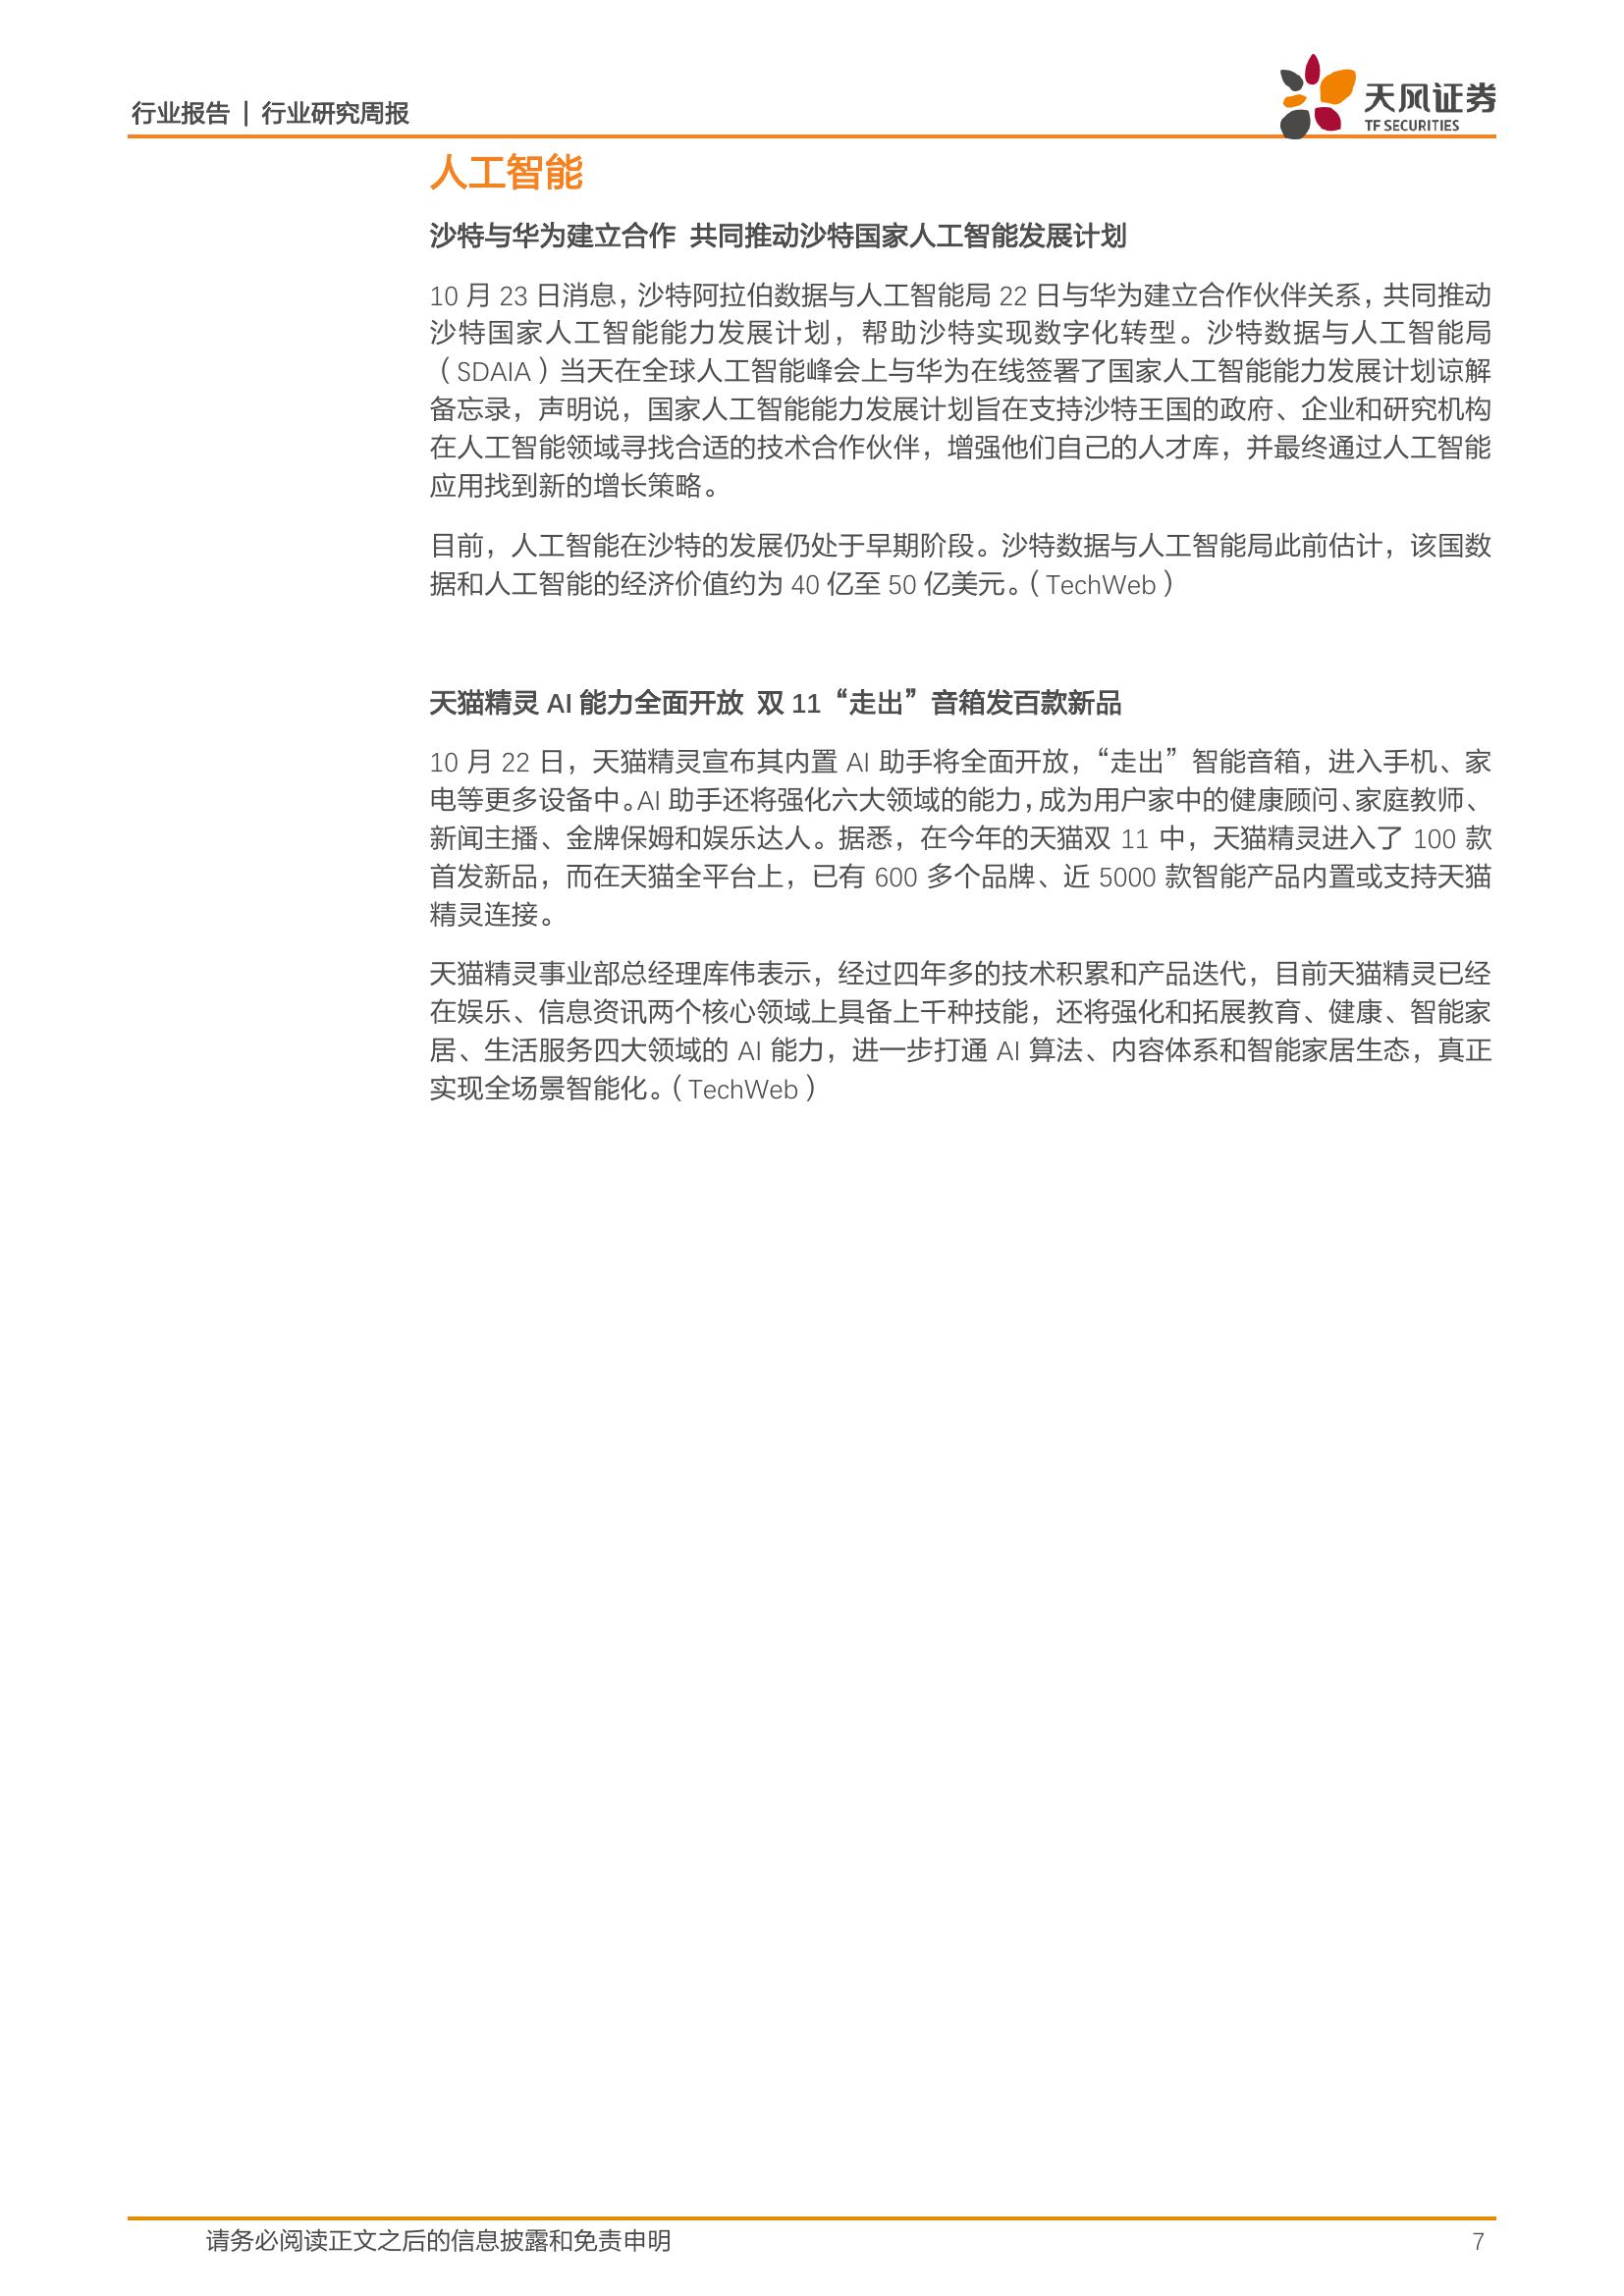 行业报告 | 行业研究周报
天风证券
TF SECURITIES
人工智能
沙特与华为建立合作 共同推动沙特国家人工智能发展计划
10 月 23 日消息，沙特阿拉伯数据与人工智能局 22 日与华为建立合作伙伴关系，共同推动
沙特国家人工智能能力发展计划，帮助沙特实现数字化转型。沙特数据与人工智能局
（SDAIA）当天在全球人工智能峰会上与华为在线签署了国家人工智能能力发展计划谅解
备忘录，声明说，国家人工智能能力发展计划旨在支持沙特王国的政府、企业和研究机构
在人工智能领域寻找合适的技术合作伙伴，增强他们自己的人才库，并最终通过人工智能
应用找到新的增长策略。
目前，人工智能在沙特的发展仍处于早期阶段。沙特数据与人工智能局此前估计，该国数
据和人工智能的经济价值约为 40 亿至 50 亿美元。（TechWeb）
天猫精灵 AI 能力全面开放 双 11“走出”音箱发百款新品
10 月 22 日，天猫精灵宣布其内置 AI 助手将全面开放，“走出”智能音箱，进入手机、家
电等更多设备中。AI 助手还将强化六大领域的能力，成为用户家中的健康顾问、家庭教师、
新闻主播、金牌保姆和娱乐达人。据悉，在今年的天猫双 11 中，天猫精灵进入了 100 款
首发新品，而在天猫全平台上，已有 600 多个品牌、近 5000 款智能产品内置或支持天猫
精灵连接。
天猫精灵事业部总经理库伟表示，经过四年多的技术积累和产品迭代，目前天猫精灵已经
在娱乐、信息资讯两个核心领域上具备上千种技能，还将强化和拓展教育、健康、智能家
居、生活服务四大领域的 AI 能力，进一步打通 AI 算法、内容体系和智能家居生态，真正
实现全场景智能化。（TechWeb）
请务必阅读正文之后的信息披露和免责申明
7